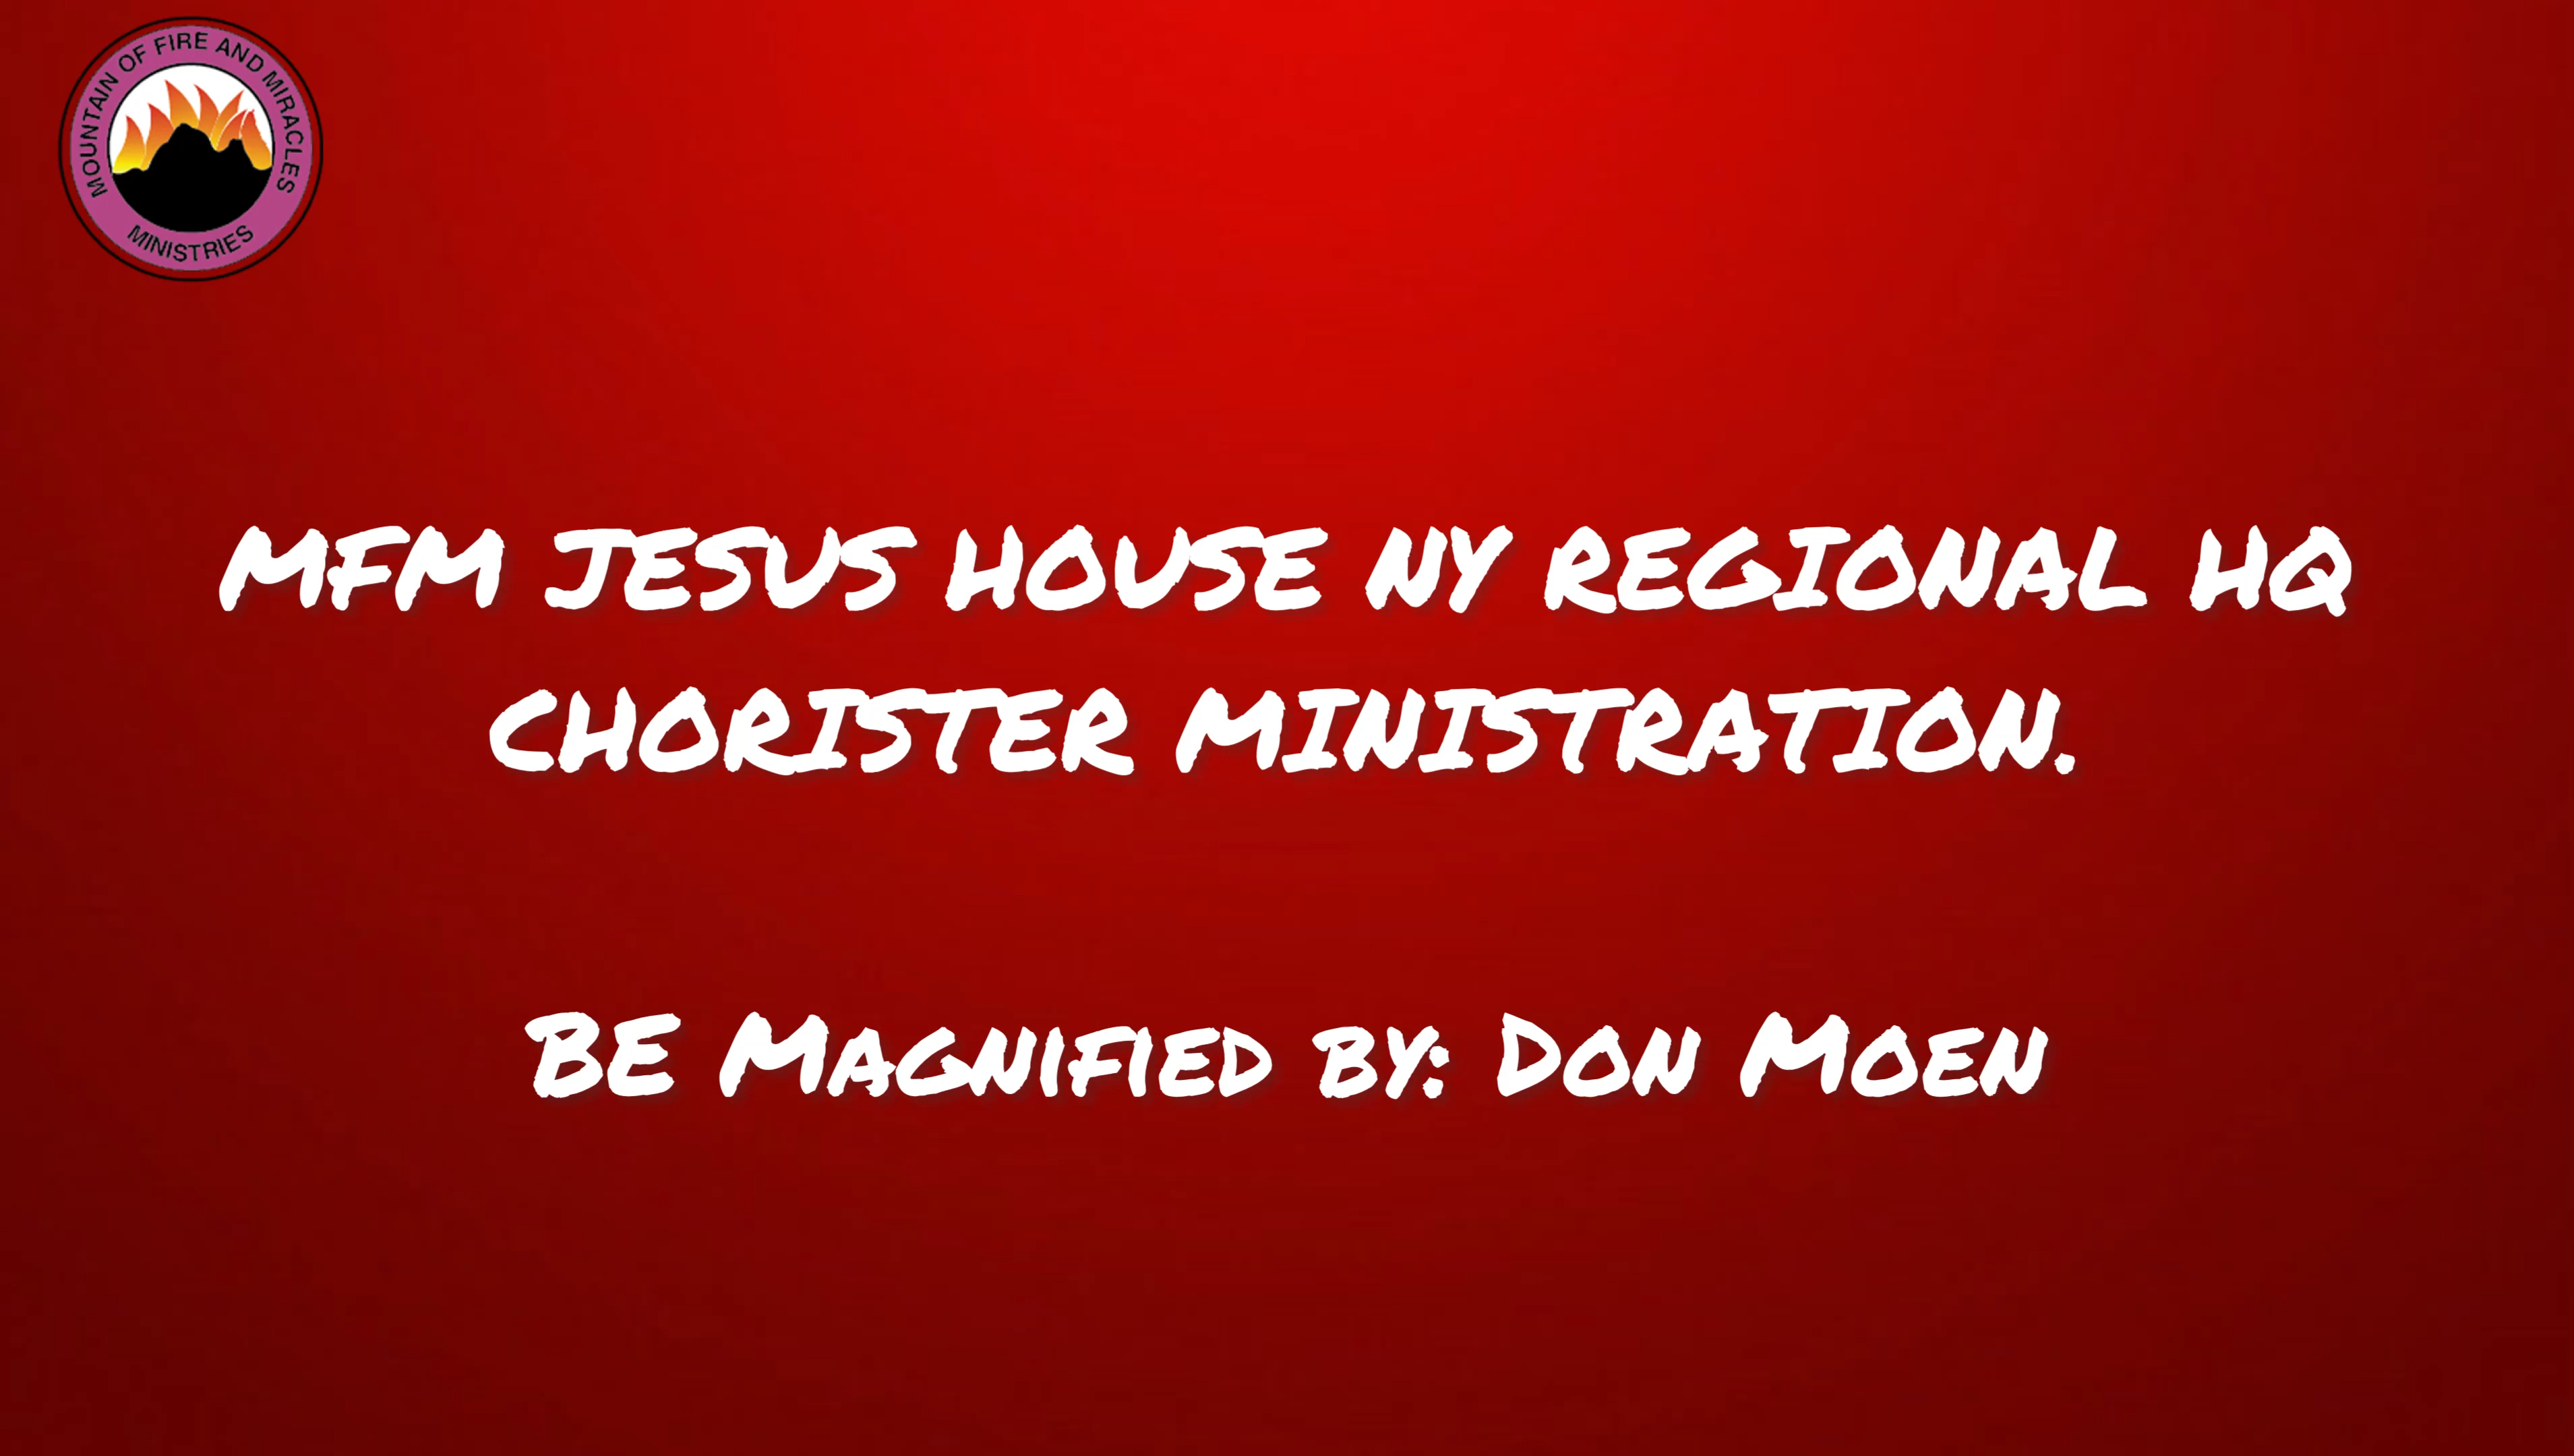 MOUNTAIN OF FIRE AND MIRACLES
MINISTRIES
MFM JESUS HOUSE NY REGIONAL HQ
CHORISTER MINISTRATION.
BE MAGNIFIED BY: DON MOEN